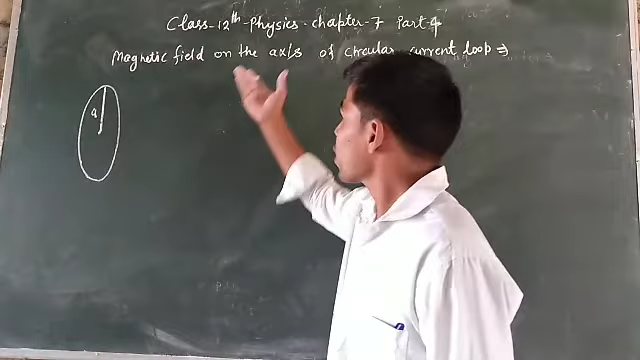 Class-12th-Physics-chapter-7 Part 4
Magnetic field on the axis of circular current loop ⇒
a